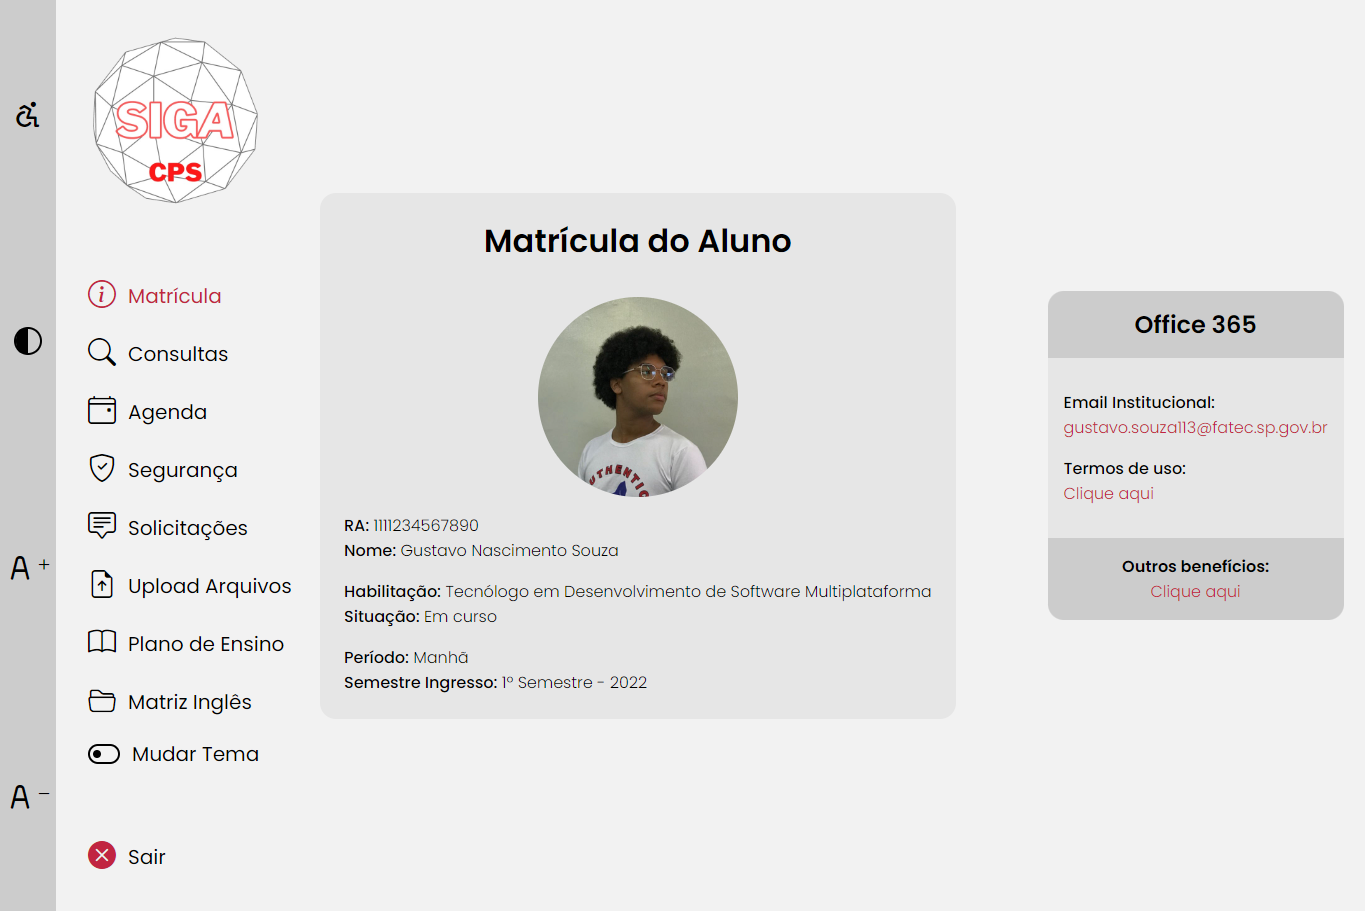 SIGA
CPS
Matrícula
Consultas
Agenda
Segurança
Solicitações
Upload Arquivos
Plano de Ensino
Matriz Inglês
Mudar Tema
Sair
A +
A −
Matrícula do Aluno
AUTHENTIC
RA: 1111234567890
Nome: Gustavo Nascimento Souza
Habilitação: Tecnólogo em Desenvolvimento de Software Multiplataforma
Situação: Em curso
Período: Manhã
Semestre Ingresso: 1º Semestre - 2022
Office 365
Email Institucional:
gustavo.souza113@fatec.sp.gov.br
Termos de uso:
Clique aqui
Outros benefícios:
Clique aqui